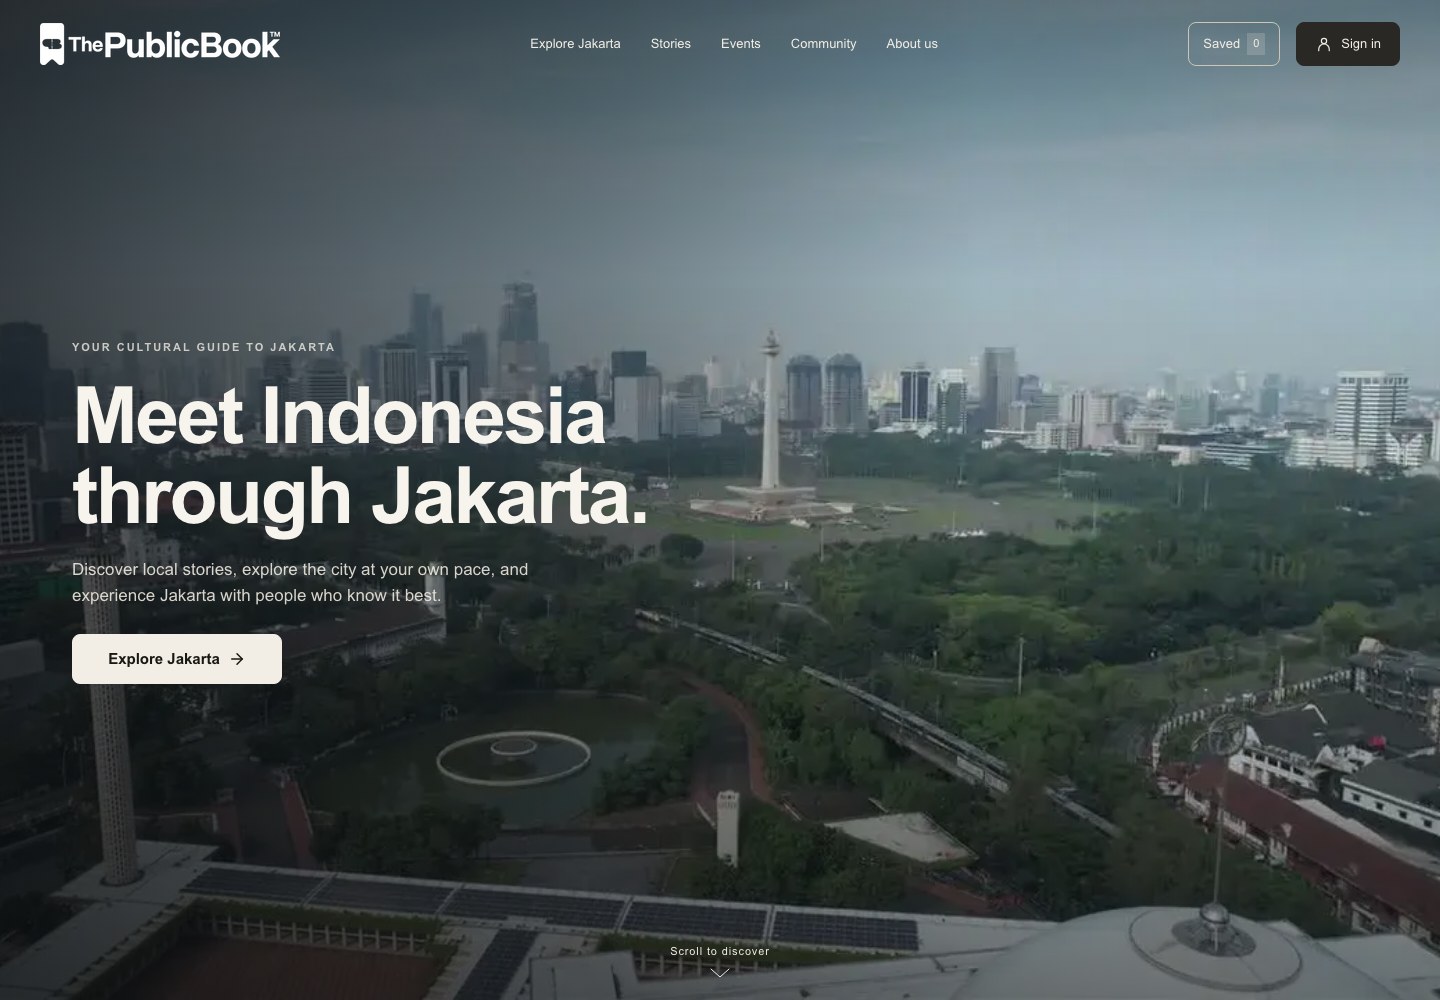 ThePublicBook™
Explore Jakarta
Stories
Events
Community
About us
Saved 0
Sign in
YOUR CULTURAL GUIDE TO JAKARTA
Meet Indonesia
through Jakarta.
Discover local stories, explore the city at your own pace, and
experience Jakarta with people who know it best.
Explore Jakarta →
Scroll to discover